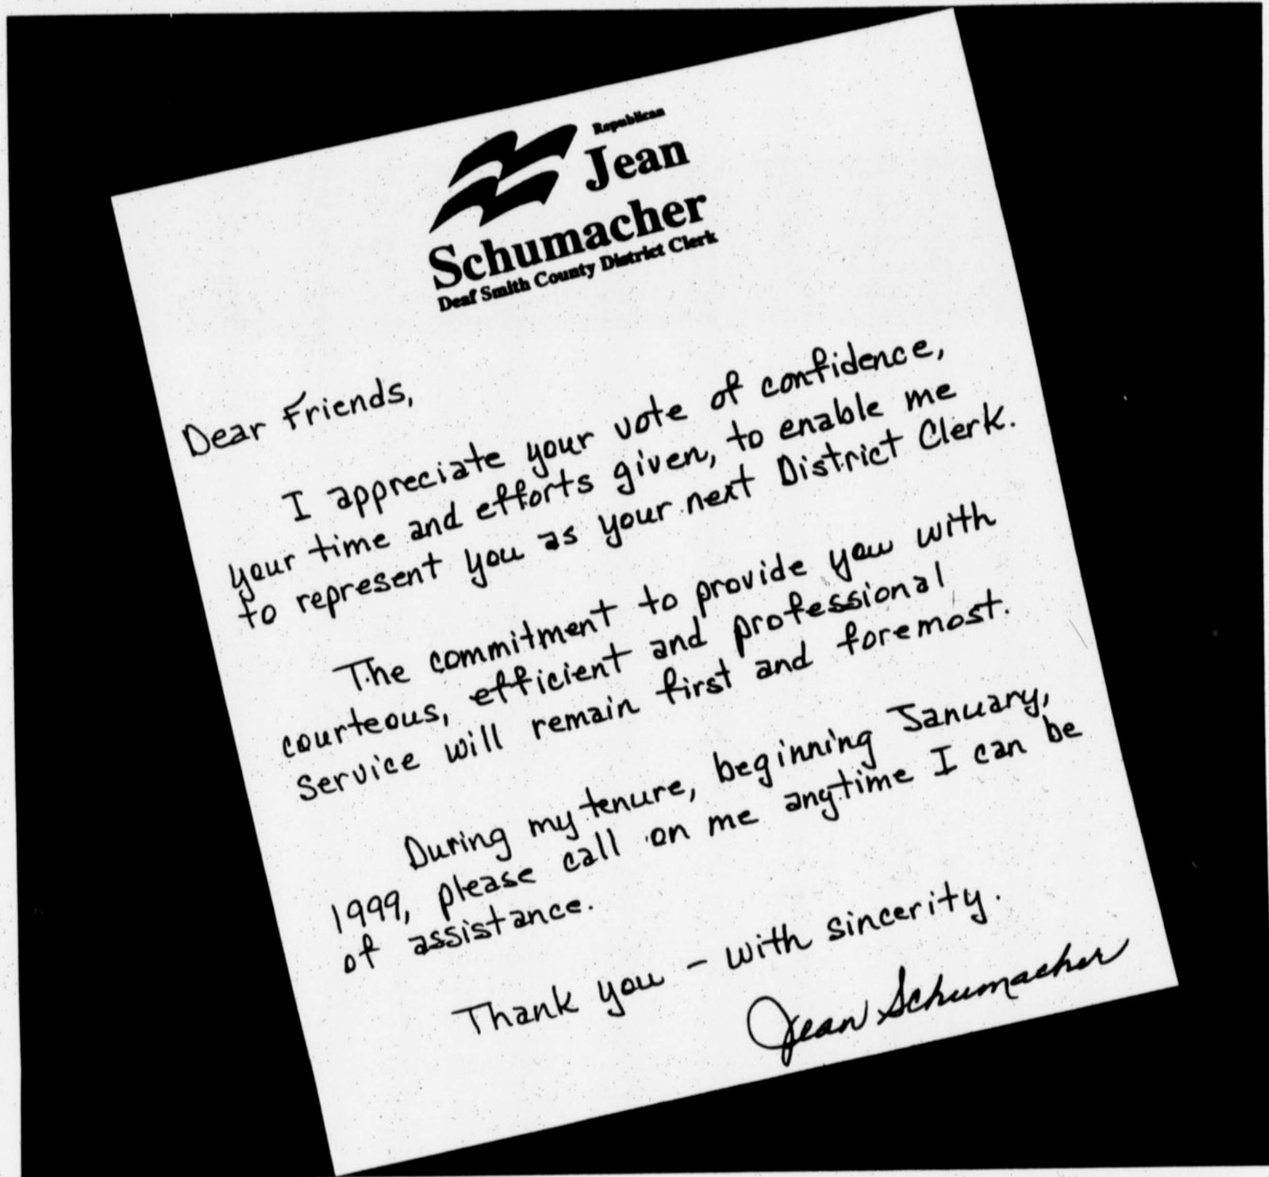 Republican
Jean
Schumacher
Deaf Smith County District Clerk
Dear Friends,
I appreciate your vote of confidence,
your time and efforts given, to enable me
to represent you as your next District Clerk.
The commitment to provide you with
courteous, efficient and professional
service will remain first and foremost.
During my tenure, beginning January,
1999, please call on me anytime I can be
of assistance.
Thank you – with sincerity.
Jean Schumacher